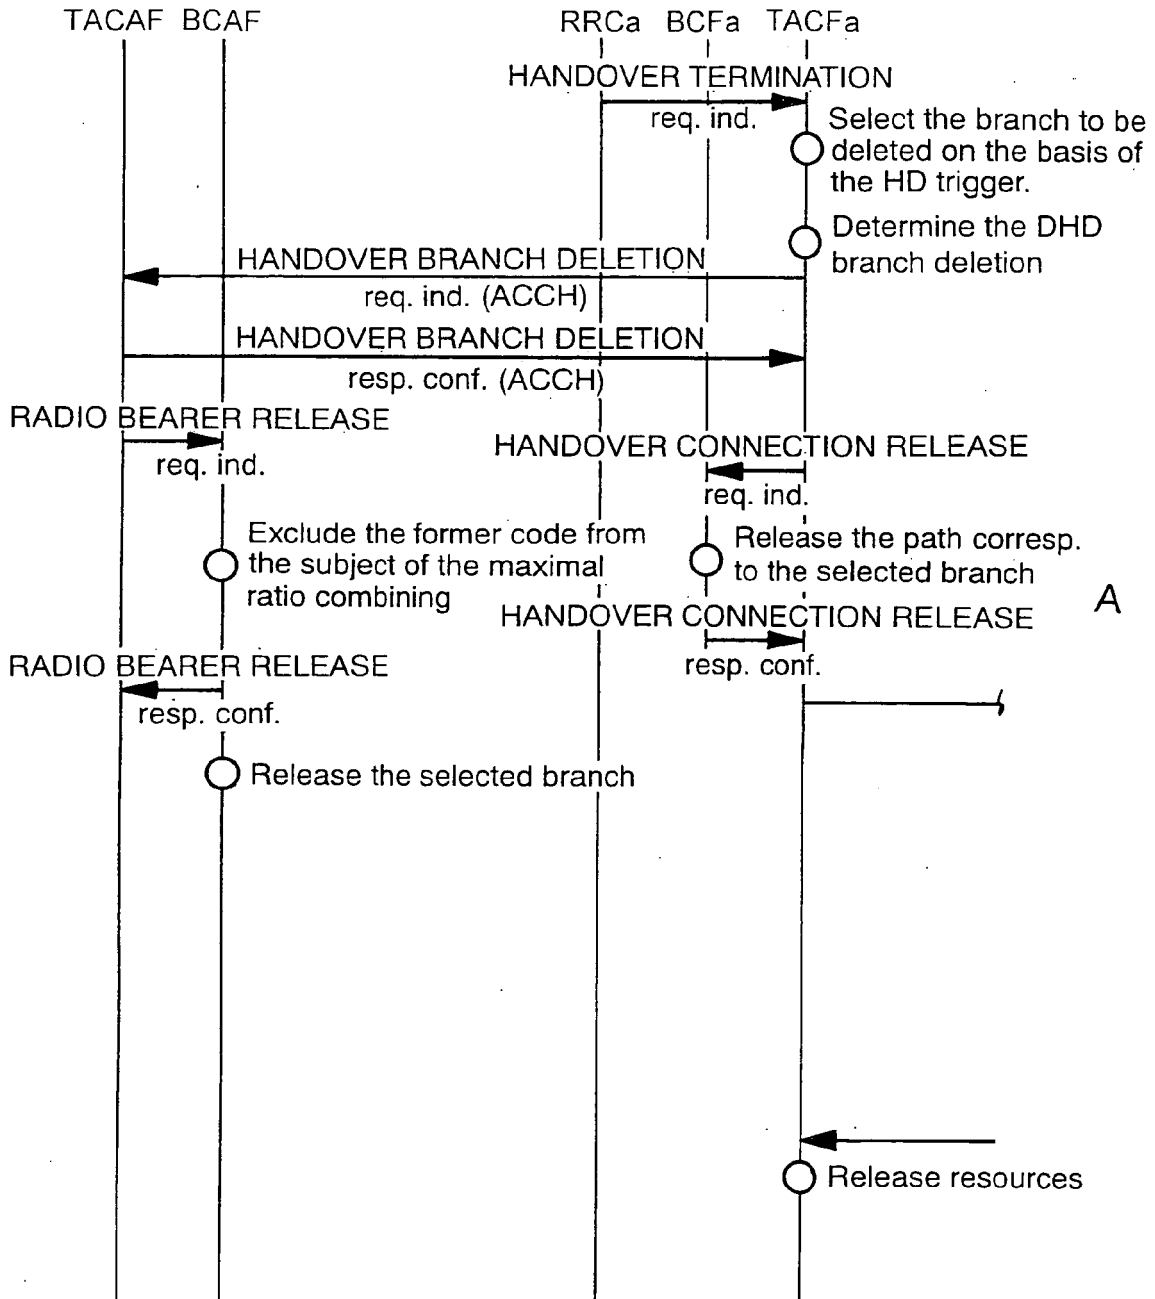 TACAF BCAF RRCa BCFa TACFa
HANDOVER TERMINATION
req. ind.
Select the branch to be
deleted on the basis of
the HD trigger.
Determine the DHD
branch deletion
HANDOVER BRANCH DELETION
req. ind. (ACCH)
HANDOVER BRANCH DELETION
resp. conf. (ACCH)
RADIO BEARER RELEASE
req. ind.
HANDOVER CONNECTION RELEASE
req. ind.
Exclude the former code from
the subject of the maximal
ratio combining
Release the path corresp.
to the selected branch
A
HANDOVER CONNECTION RELEASE
resp. conf.
RADIO BEARER RELEASE
resp. conf.
Release the selected branch
Release resources